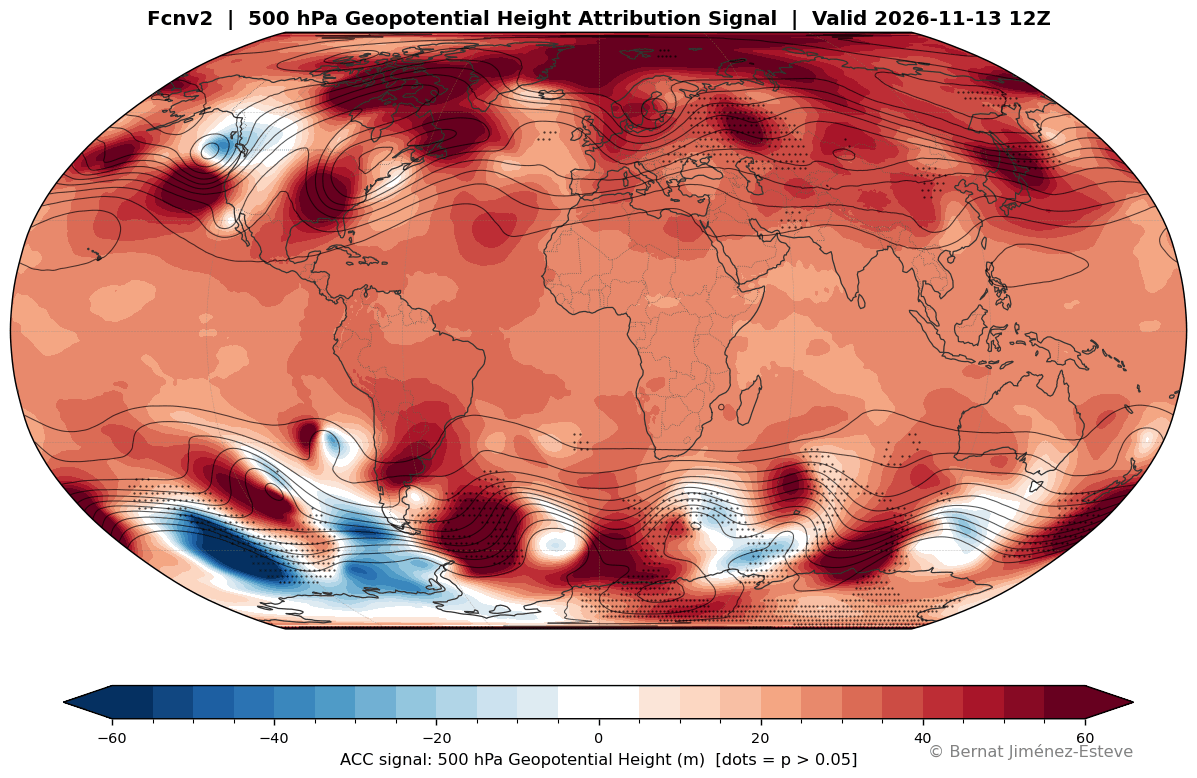 Fcnv2 | 500 hPa Geopotential Height Attribution Signal | Valid 2026-11-13 12Z
−60 −40 −20 0 20 40 60
ACC signal: 500 hPa Geopotential Height (m) [dots = p > 0.05]
© Bernat Jiménez-Esteve